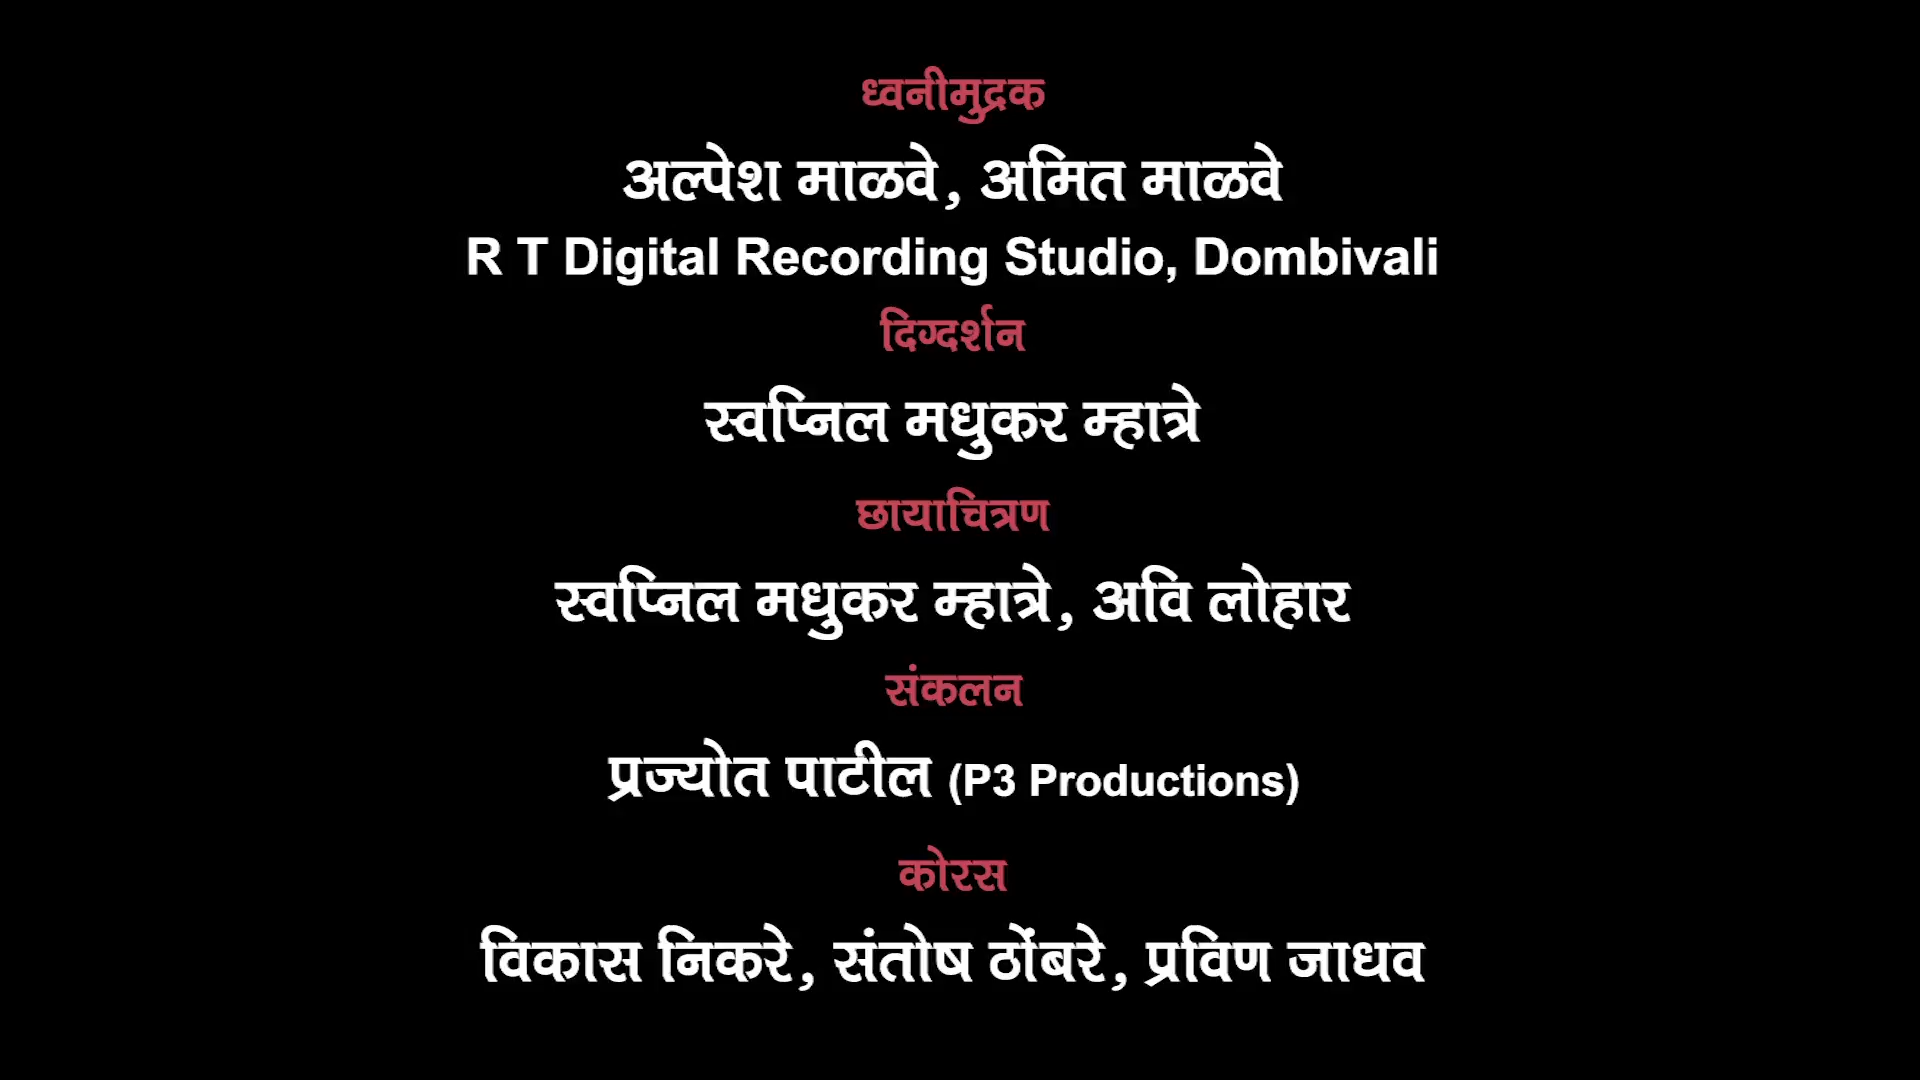 ध्वनीमुद्रक
अल्पेश माळवे, अमित माळवे
R T Digital Recording Studio, Dombivali
दिग्दर्शन
स्वप्निल मधुकर म्हात्रे
छायाचित्रण
स्वप्निल मधुकर म्हात्रे, अवि लोहार
संकलन
प्रज्योत पाटील (P3 Productions)
कोरस
विकास निकरे, संतोष ठोंबरे, प्रविण जाधव